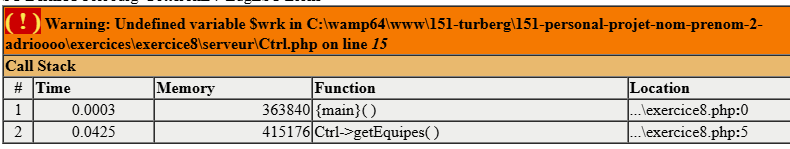 ( ! ) Warning: Undefined variable $wrk in C:\wamp64\www\151-turberg\151-personal-projet-nom-prenom-2-
adrioooo\exercices\exercice8\serveur\Ctrl.php on line 15
Call Stack
# Time Memory Function Location
1 0.0003 363840 {main}( ) ...\exercice8.php:0
2 0.0425 415176 Ctrl->getEquipes( ) ...\exercice8.php:5